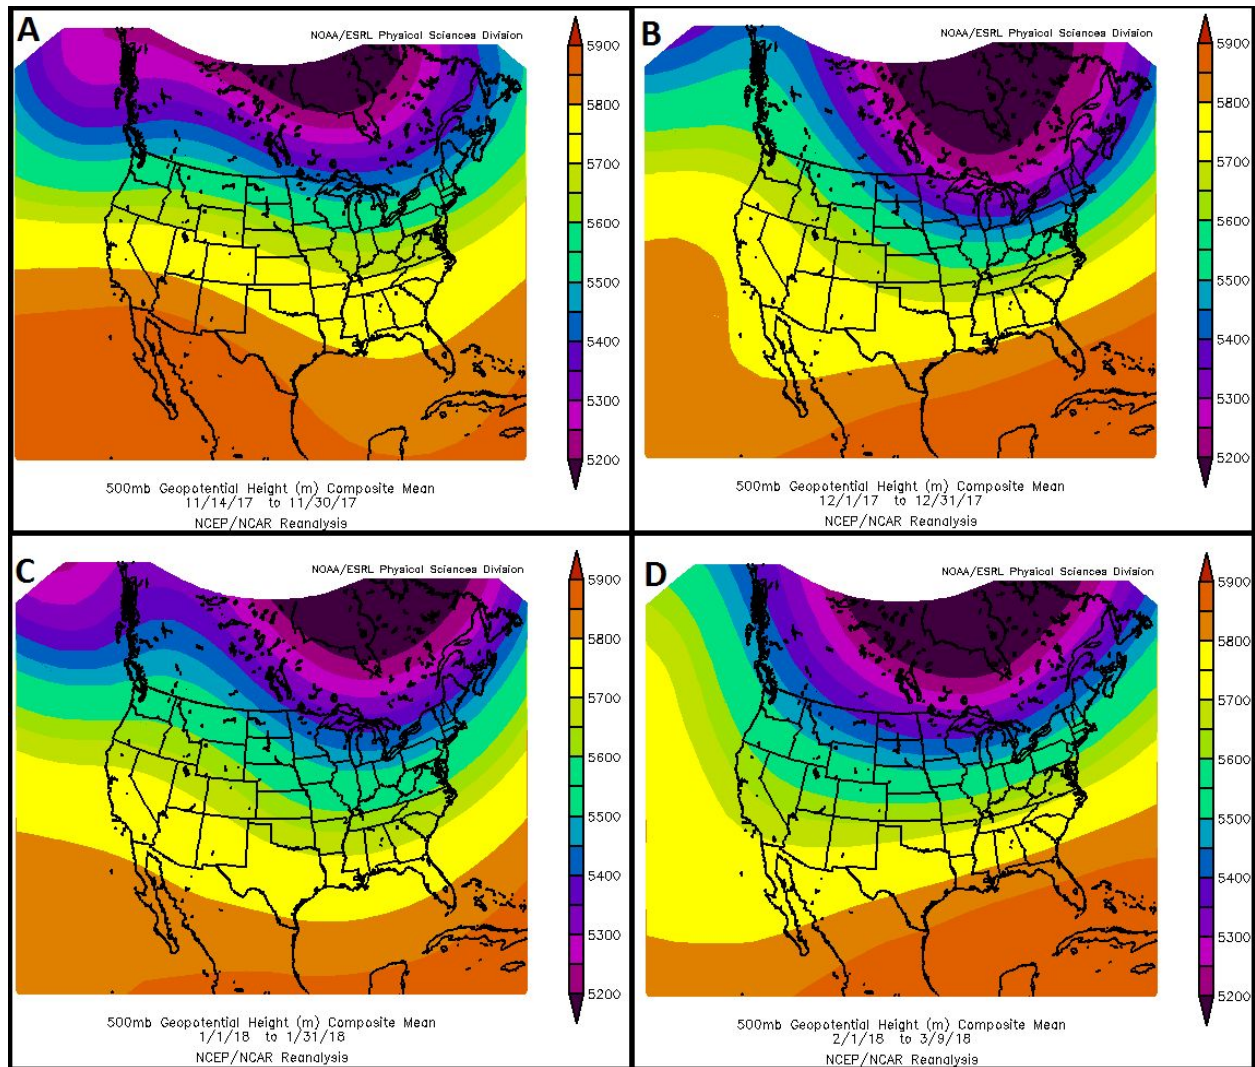 A
NOAA/ESRL Physical Sciences Division
5900
5800
5700
5600
5500
5400
5300
5200
500mb Geopotential Height (m) Composite Mean
11/14/17 to 11/30/17
NCEP/NCAR Reanalysis
B
NOAA/ESRL Physical Sciences Division
5900
5800
5700
5600
5500
5400
5300
5200
500mb Geopotential Height (m) Composite Mean
12/1/17 to 12/31/17
NCEP/NCAR Reanalysis
C
NOAA/ESRL Physical Sciences Division
5900
5800
5700
5600
5500
5400
5300
5200
500mb Geopotential Height (m) Composite Mean
1/1/18 to 1/31/18
NCEP/NCAR Reanalysis
D
NOAA/ESRL Physical Sciences Division
5900
5800
5700
5600
5500
5400
5300
5200
500mb Geopotential Height (m) Composite Mean
2/1/18 to 3/9/18
NCEP/NCAR Reanalysis